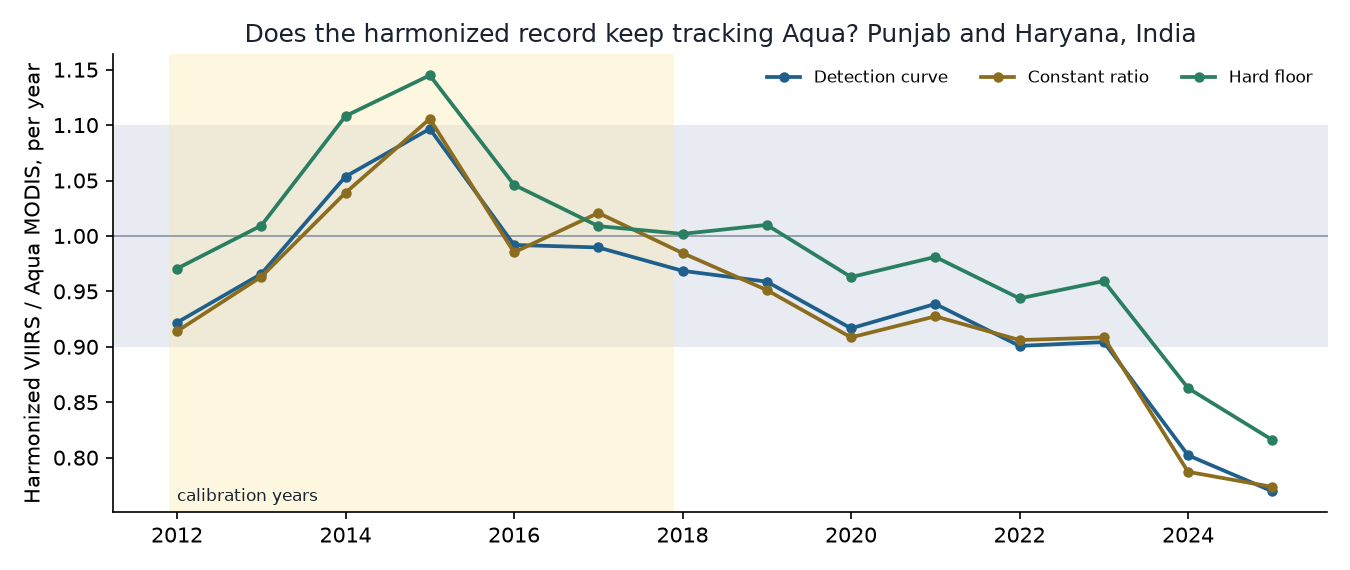 Does the harmonized record keep tracking Aqua? Punjab and Haryana, India
Harmonized VIIRS / Aqua MODIS, per year
Detection curve
Constant ratio
Hard floor
1.15
1.10
1.05
1.00
0.95
0.90
0.85
0.80
calibration years
2012
2014
2016
2018
2020
2022
2024